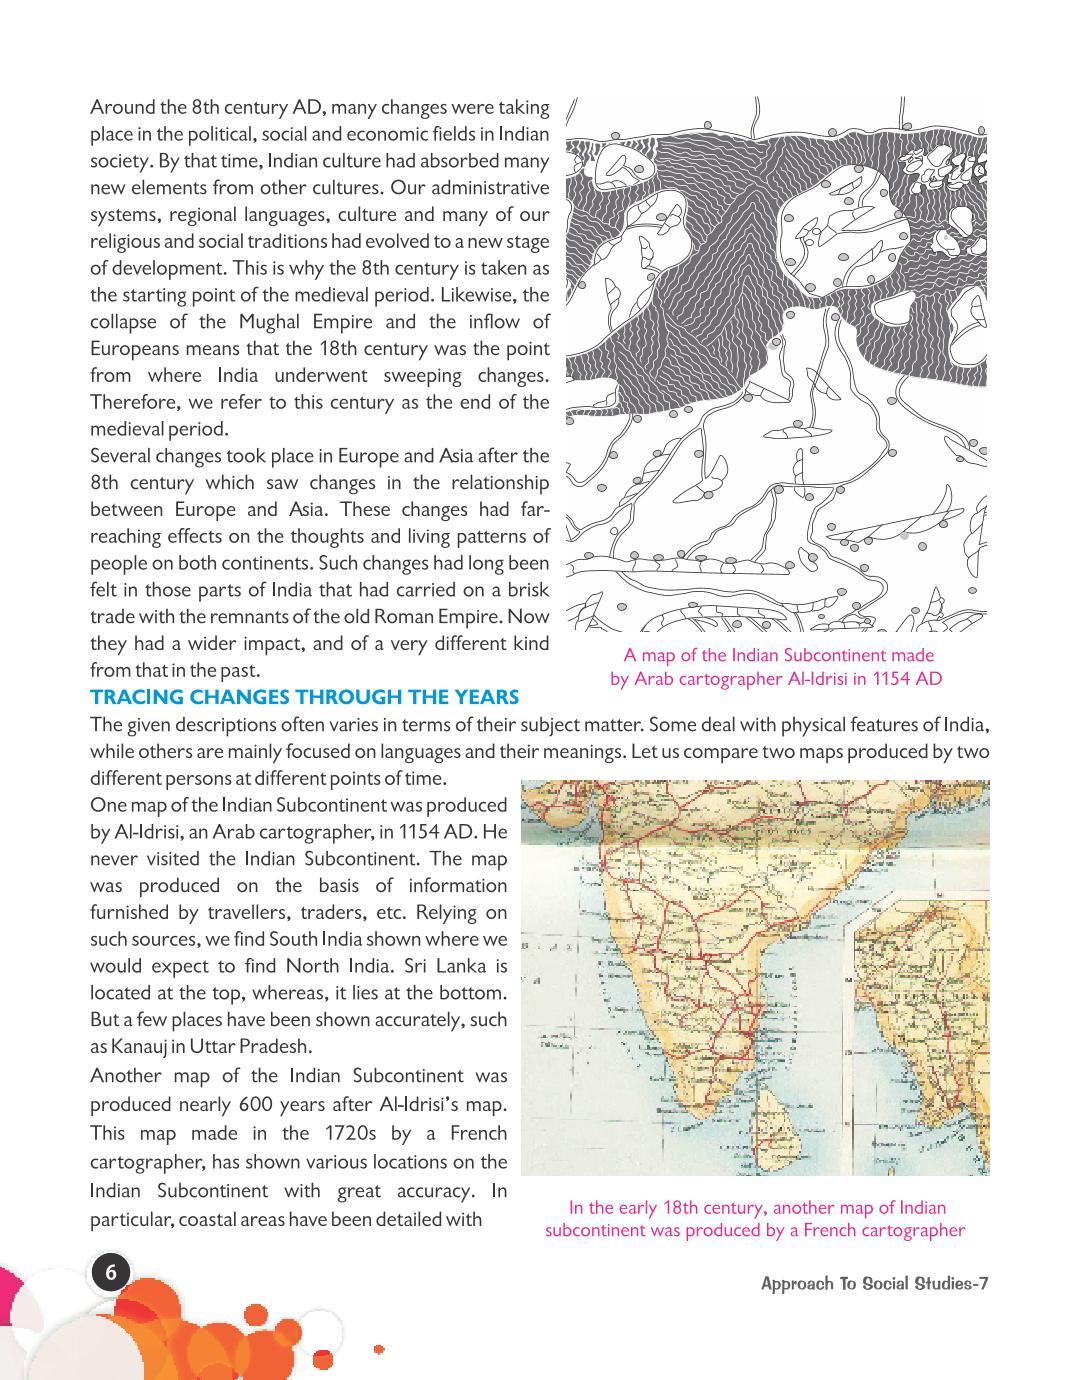 Around the 8th century AD, many changes were taking
place in the political, social and economic fields in Indian
society. By that time, Indian culture had absorbed many
new elements from other cultures. Our administrative
systems, regional languages, culture and many of our
religious and social traditions had evolved to a new stage
of development. This is why the 8th century is taken as
the starting point of the medieval period. Likewise, the
collapse of the Mughal Empire and the inflow of
Europeans means that the 18th century was the point
from where India underwent sweeping changes.
Therefore, we refer to this century as the end of the
medieval period.
Several changes took place in Europe and Asia after the
8th century which saw changes in the relationship
between Europe and Asia. These changes had far-
reaching effects on the thoughts and living patterns of
people on both continents. Such changes had long been
felt in those parts of India that had carried on a brisk
trade with the remnants of the old Roman Empire. Now
they had a wider impact, and of a very different kind
from that in the past.
A map of the Indian Subcontinent made
by Arab cartographer Al-Idrisi in 1154 AD
TRACING CHANGES THROUGH THE YEARS
The given descriptions often varies in terms of their subject matter. Some deal with physical features of India,
while others are mainly focused on languages and their meanings. Let us compare two maps produced by two
different persons at different points of time.
One map of the Indian Subcontinent was produced
by Al-Idrisi, an Arab cartographer, in 1154 AD. He
never visited the Indian Subcontinent. The map
was produced on the basis of information
furnished by travellers, traders, etc. Relying on
such sources, we find South India shown where we
would expect to find North India. Sri Lanka is
located at the top, whereas, it lies at the bottom.
But a few places have been shown accurately, such
as Kanauj in Uttar Pradesh.
Another map of the Indian Subcontinent was
produced nearly 600 years after Al-Idrisi's map.
This map made in the 1720s by a French
cartographer, has shown various locations on the
Indian Subcontinent with great accuracy. In
particular, coastal areas have been detailed with
In the early 18th century, another map of Indian
subcontinent was produced by a French cartographer
6
Approach To Social Studies-7